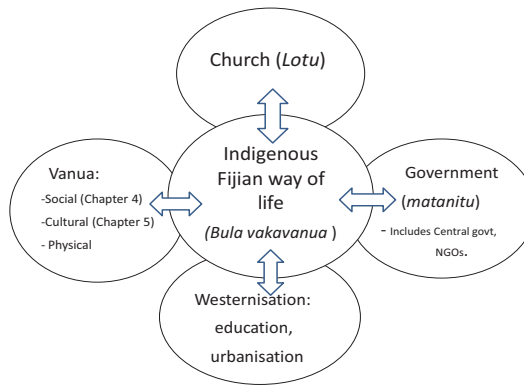 Church (Lotu)
Indigenous
Fijian way of
life
(Bula vakavanua )
Vanua:
-Social (Chapter 4)
-Cultural (Chapter 5)
- Physical
Government
(matanitu)
- Includes Central govt,
NGOs.
Westernisation:
education,
urbanisation